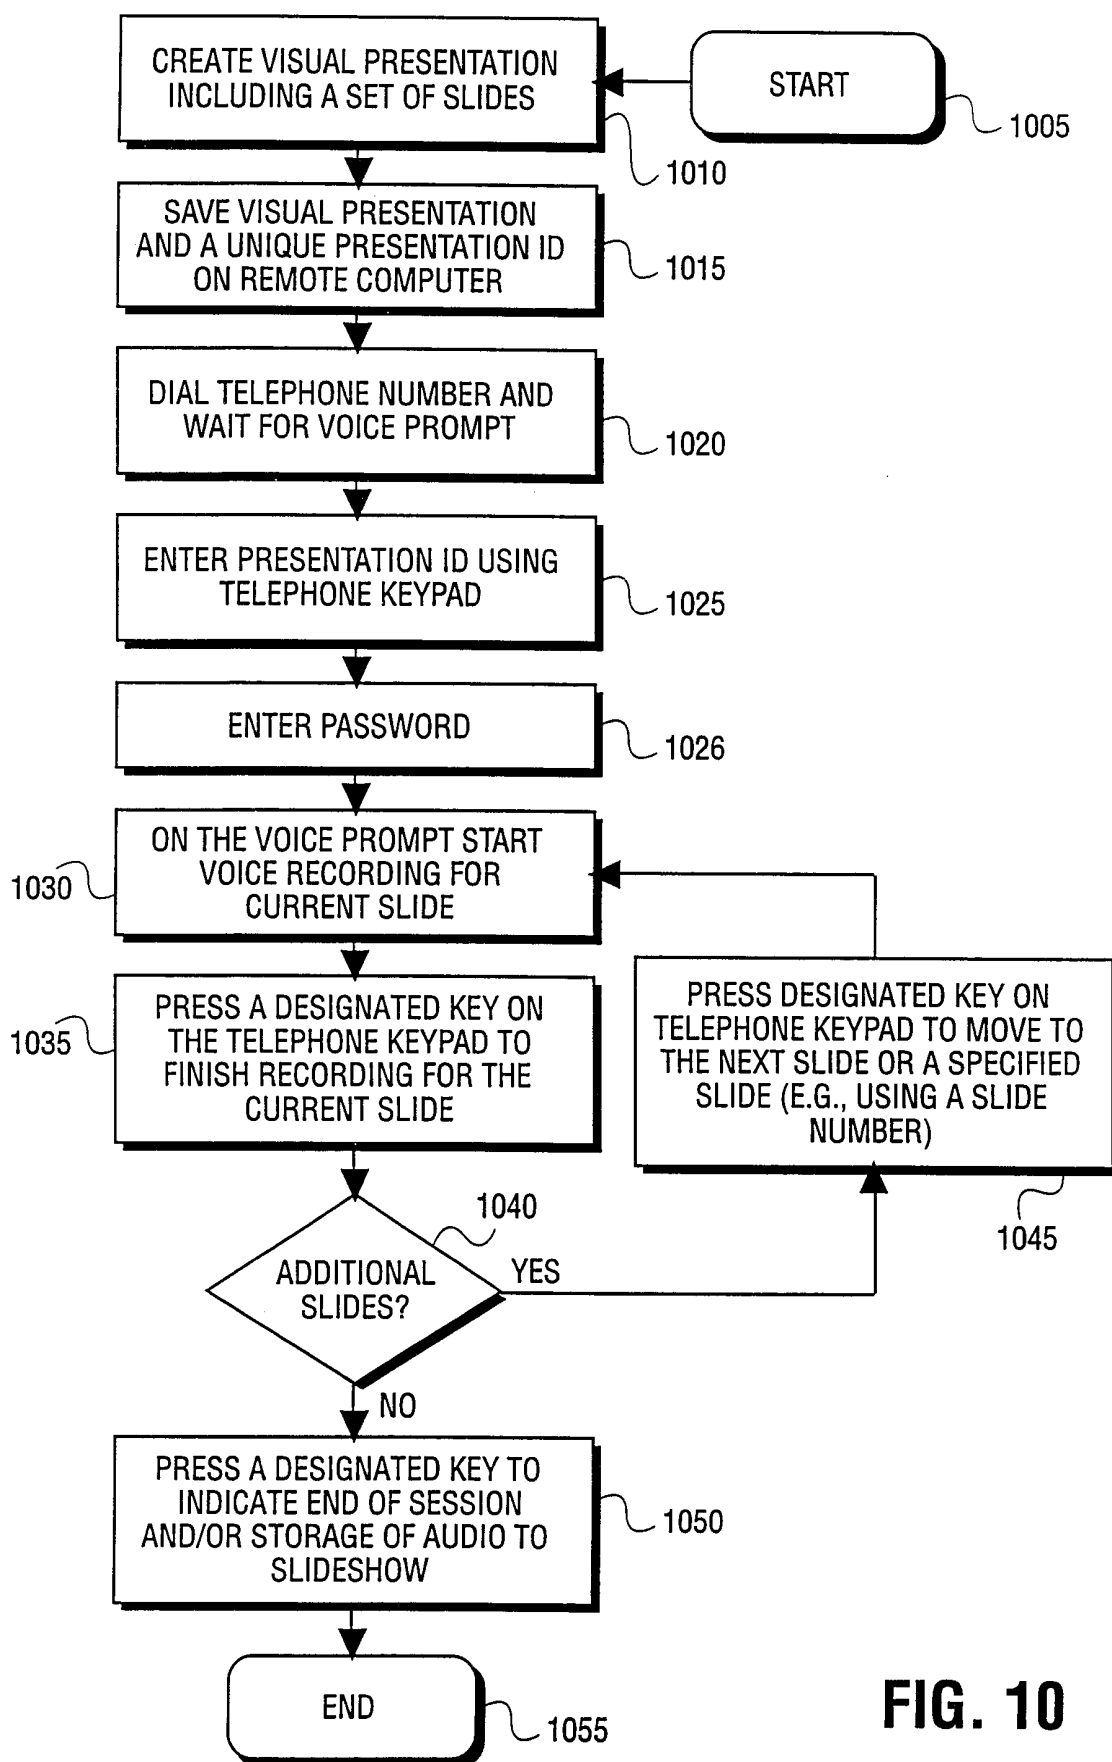 START
1005
CREATE VISUAL PRESENTATION
INCLUDING A SET OF SLIDES
1010
SAVE VISUAL PRESENTATION
AND A UNIQUE PRESENTATION ID
ON REMOTE COMPUTER
1015
DIAL TELEPHONE NUMBER AND
WAIT FOR VOICE PROMPT
1020
ENTER PRESENTATION ID USING
TELEPHONE KEYPAD
1025
ENTER PASSWORD
1026
ON THE VOICE PROMPT START
VOICE RECORDING FOR
CURRENT SLIDE
1030
PRESS A DESIGNATED KEY ON
THE TELEPHONE KEYPAD TO
FINISH RECORDING FOR THE
CURRENT SLIDE
1035
ADDITIONAL
SLIDES?
1040
YES
PRESS DESIGNATED KEY ON
TELEPHONE KEYPAD TO MOVE TO
THE NEXT SLIDE OR A SPECIFIED
SLIDE (E.G., USING A SLIDE
NUMBER)
1045
NO
PRESS A DESIGNATED KEY TO
INDICATE END OF SESSION
AND/OR STORAGE OF AUDIO TO
SLIDESHOW
1050
END
1055
FIG. 10